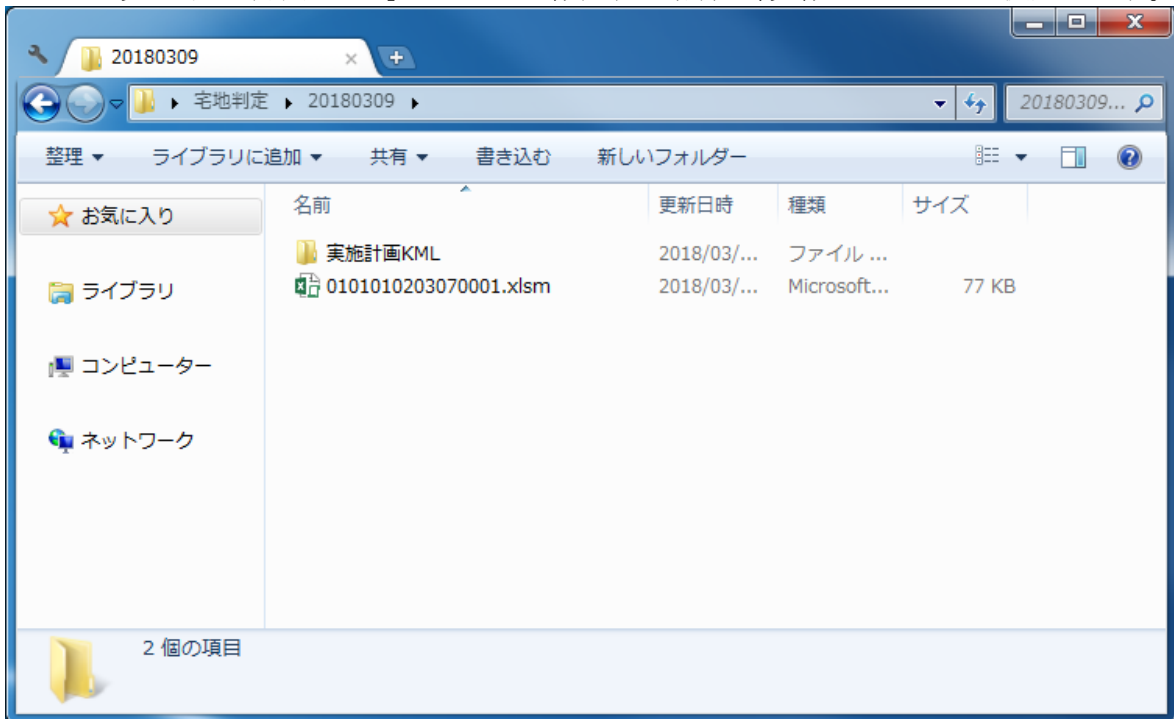 20180309
宅地判定 20180309
20180309...
整理 ライブラリに追加 共有 書き込む 新しいフォルダー
お気に入り
ライブラリ
コンピューター
ネットワーク
名前 更新日時 種類 サイズ
実施計画KML 2018/03/... ファイル ...
0101010203070001.xlsm 2018/03/... Microsoft... 77 KB
2 個の項目